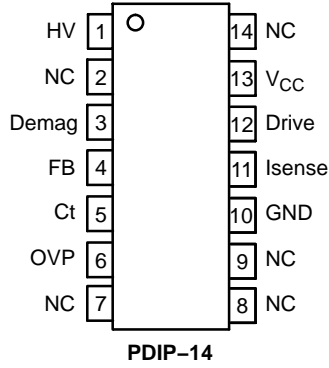 HV 1 14 NC
NC 2 13 VCC
Demag 3 12 Drive
FB 4 11 Isense
Ct 5 10 GND
OVP 6 9 NC
NC 7 8 NC
PDIP–14